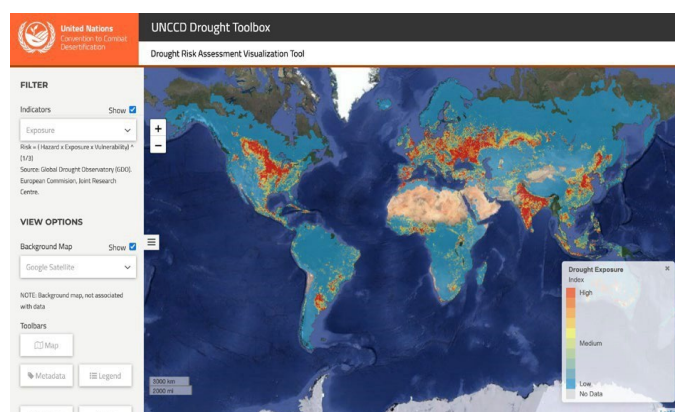 United Nations
Convention to Combat
Desertification
UNCCD Drought Toolbox
Drought Risk Assessment Visualization Tool
FILTER
Indicators
Show
Exposure
Risk = ( Hazard x Exposure x Vulnerability) ^
(1/3)
Source: Global Drought Observatory (GDO).
European Commision, Joint Research
Centre.
VIEW OPTIONS
Background Map
Show
Google Satellite
NOTE: Background map, not associated
with data
Toolbars
Map
Metadata
Legend
+
−
2000 km
2000 mi
Drought Exposure
×
Index
High
Medium
Low
No Data